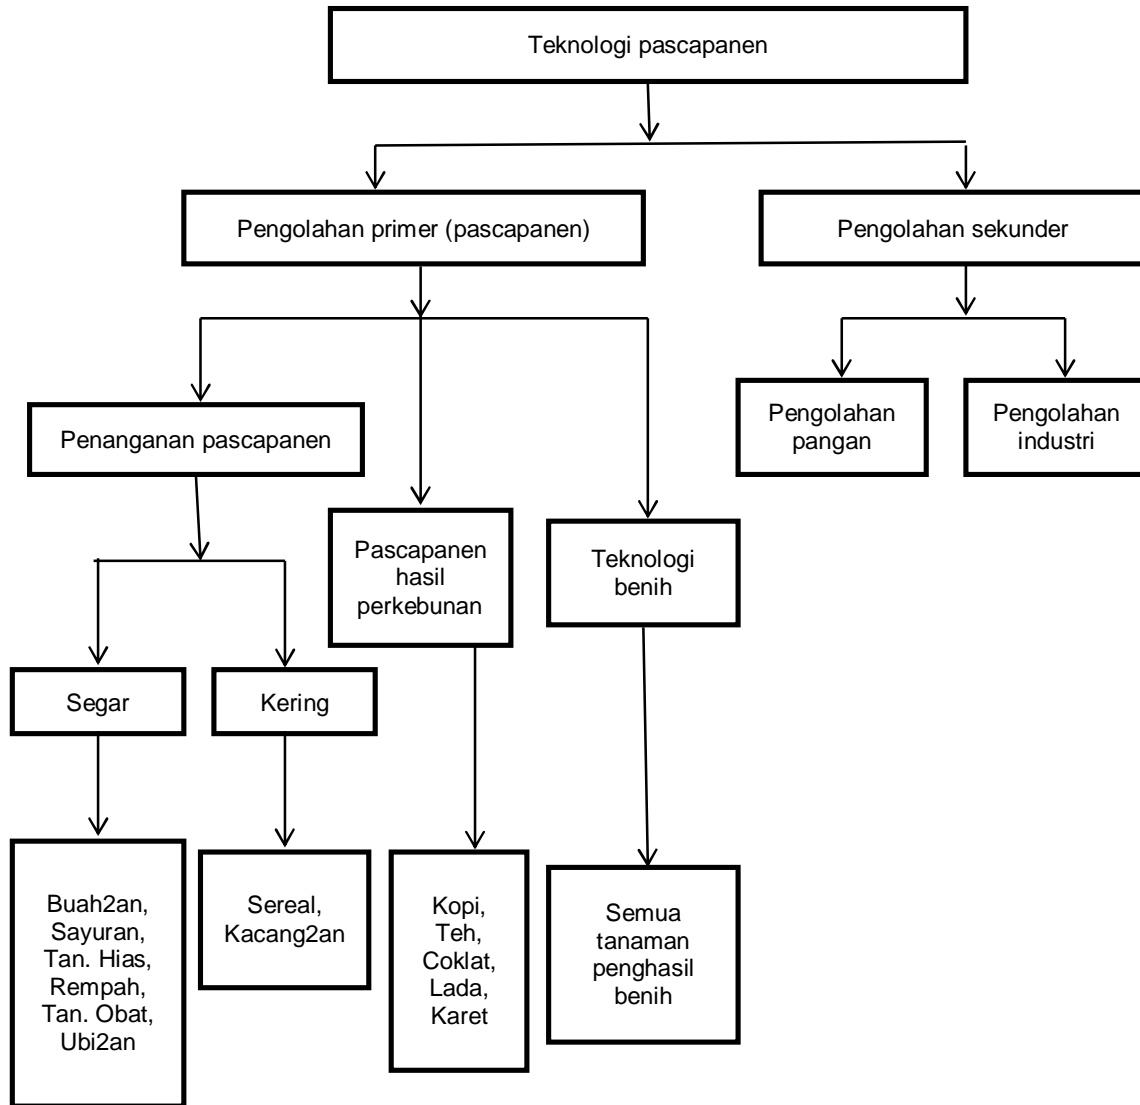 Teknologi pascapanen
Pengolahan primer (pascapanen)
Pengolahan sekunder
Pengolahan
pangan
Pengolahan
industri
Penanganan pascapanen
Pascapanen
hasil
perkebunan
Teknologi
benih
Segar
Kering
Buah2an,
Sayuran,
Tan. Hias,
Rempah,
Tan. Obat,
Ubi2an
Sereal,
Kacang2an
Kopi,
Teh,
Coklat,
Lada,
Karet
Semua
tanaman
penghasil
benih